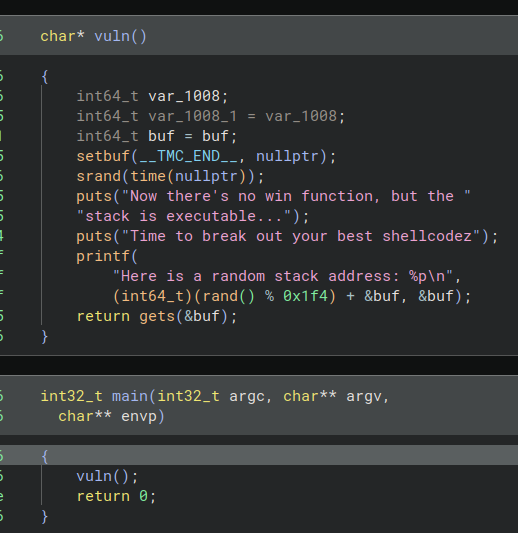 char* vuln()
{
int64_t var_1008;
int64_t var_1008_1 = var_1008;
int64_t buf = buf;
setbuf(__TMC_END__, nullptr);
srand(time(nullptr));
puts("Now there's no win function, but the "
"stack is executable...");
puts("Time to break out your best shellcodez");
printf(
"Here is a random stack address: %p\n",
(int64_t)(rand() % 0x1f4) + &buf, &buf);
return gets(&buf);
}
int32_t main(int32_t argc, char** argv,
char** envp)
{
vuln();
return 0;
}